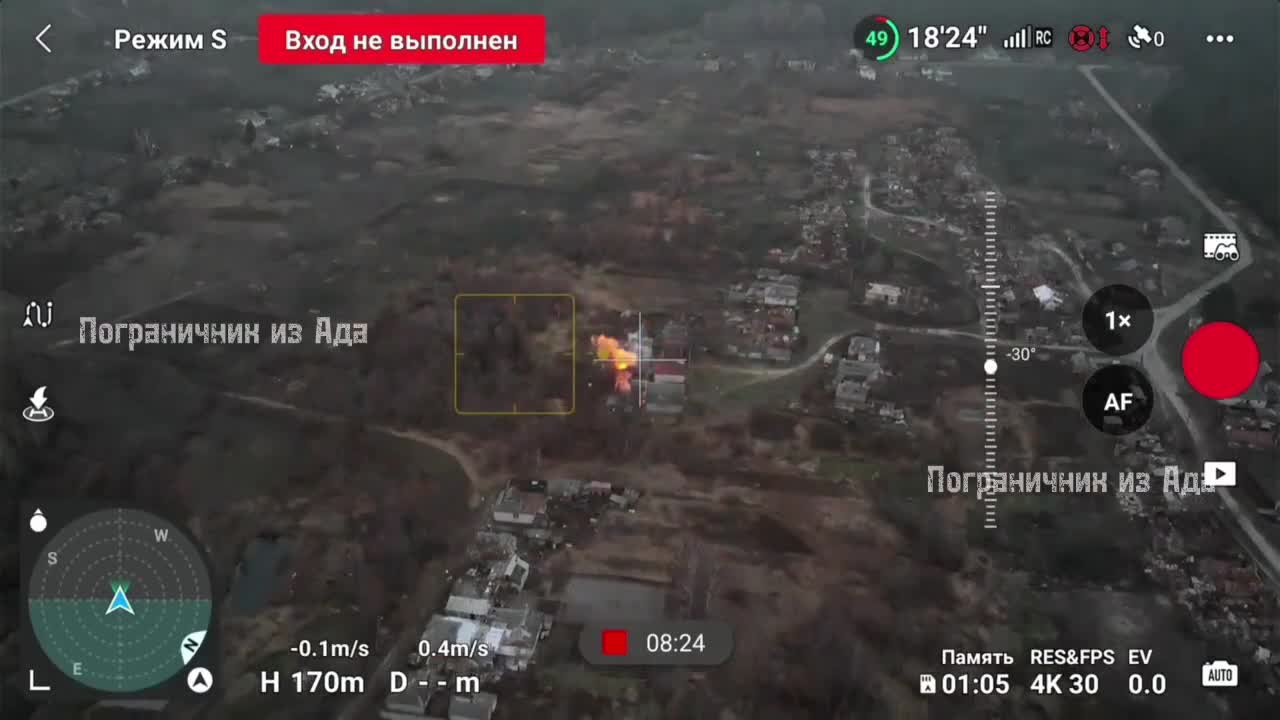 Режим S
Вход не выполнен
49
18'24"
RC
0
Пограничник из Ада
1×
-30°
AF
Пограничник из Ада
W
S
N
E
-0.1m/s
0.4m/s
H 170m
D - - m
08:24
Память
01:05
RES&FPS
4K 30
EV
0.0
AUTO